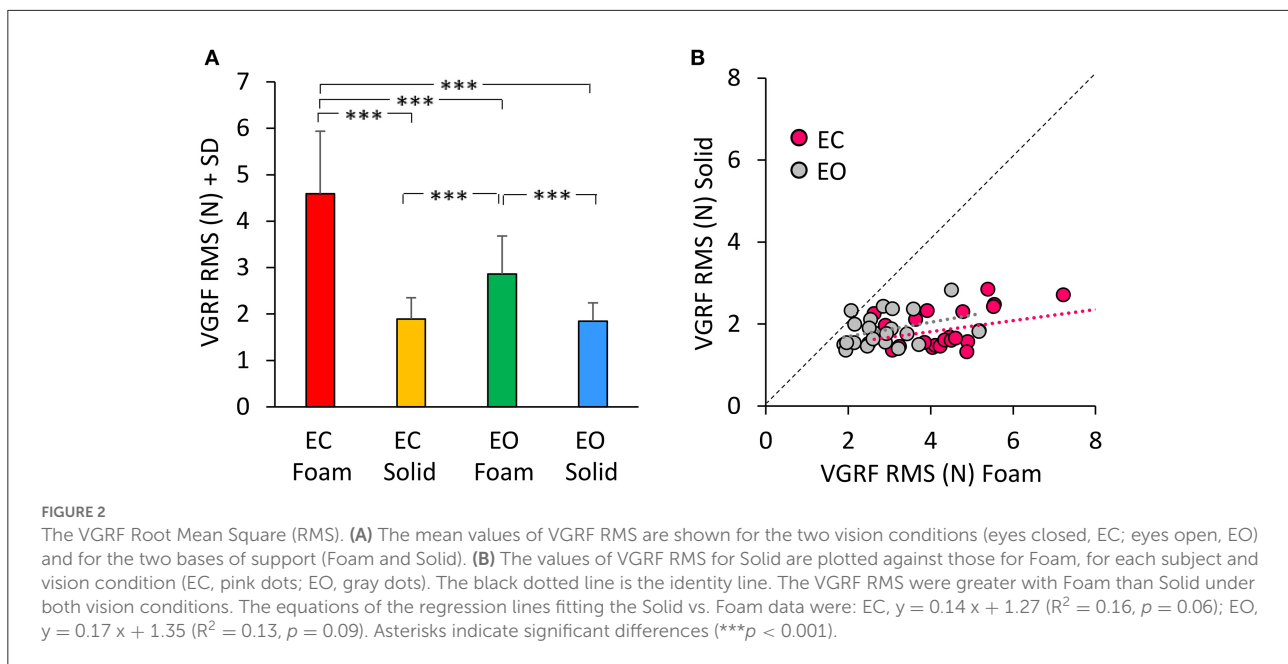 A
VGRF RMS (N) + SD
7
6
5
4
3
2
1
0
***
***
***
***
***
EC
Foam
EC
Solid
EO
Foam
EO
Solid
B
VGRF RMS (N) Solid
8
6
4
2
0
EC
EO
0 2 4 6 8
VGRF RMS (N) Foam
FIGURE 2
The VGRF Root Mean Square (RMS). (A) The mean values of VGRF RMS are shown for the two vision conditions (eyes closed, EC; eyes open, EO)
and for the two bases of support (Foam and Solid). (B) The values of VGRF RMS for Solid are plotted against those for Foam, for each subject and
vision condition (EC, pink dots; EO, gray dots). The black dotted line is the identity line. The VGRF RMS were greater with Foam than Solid under
both vision conditions. The equations of the regression lines fitting the Solid vs. Foam data were: EC, y = 0.14 x + 1.27 (R² = 0.16, p = 0.06); EO,
y = 0.17 x + 1.35 (R² = 0.13, p = 0.09). Asterisks indicate significant differences (***p < 0.001).